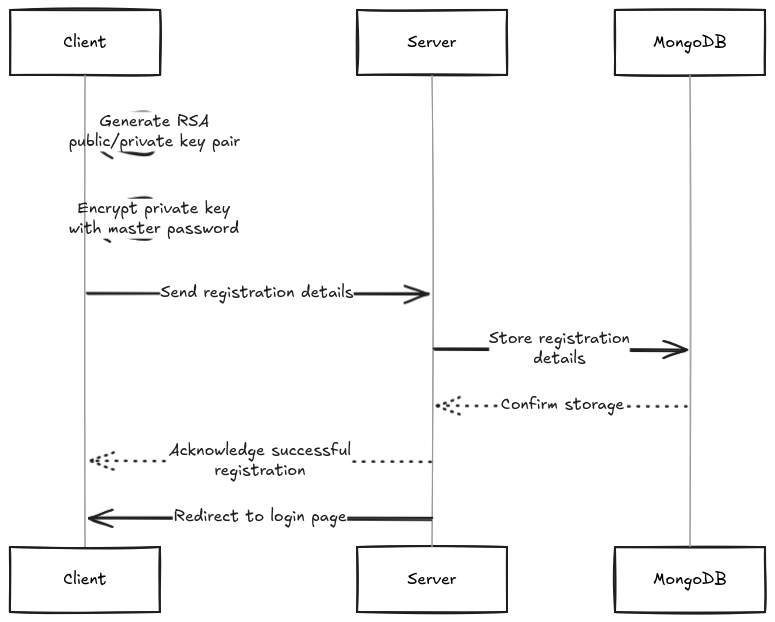 Client
Server
MongoDB
Generate RSA
public/private key pair
Encrypt private key
with master password
Send registration details
Store registration
details
Confirm storage
Acknowledge successful
registration
Redirect to login page
Client
Server
MongoDB